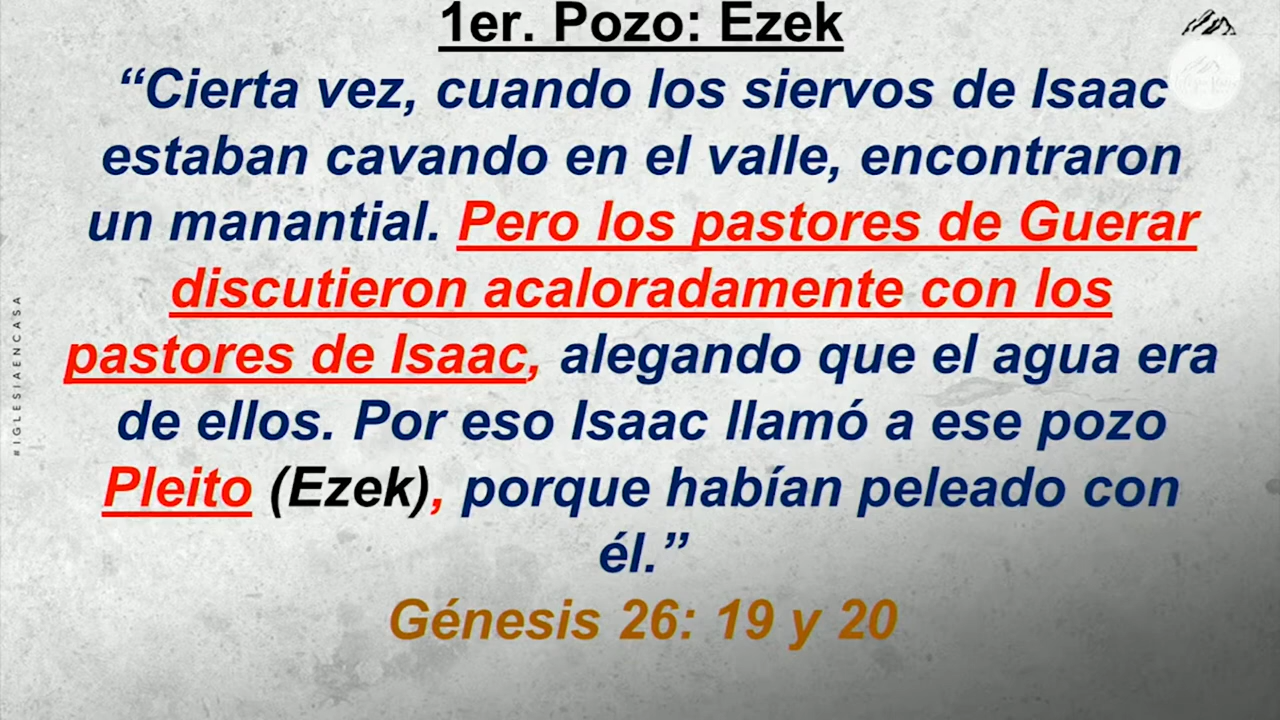 1er. Pozo: Ezek
“Cierta vez, cuando los siervos de Isaac
estaban cavando en el valle, encontraron
un manantial. Pero los pastores de Guerar
discutieron acaloradamente con los
pastores de Isaac, alegando que el agua era
de ellos. Por eso Isaac llamó a ese pozo
Pleito (Ezek), porque habían peleado con
él.”
Génesis 26: 19 y 20
#IGLESIAENCASA